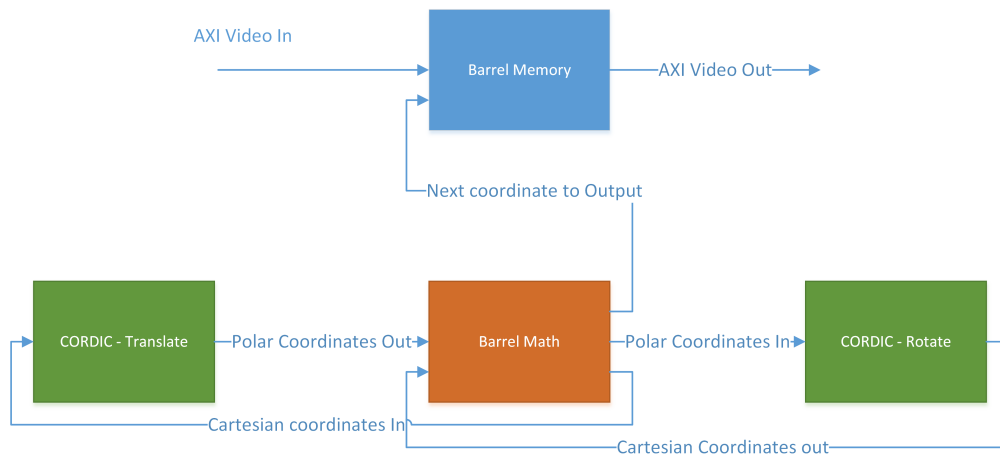 AXI Video In
Barrel Memory
AXI Video Out
Next coordinate to Output
CORDIC - Translate
Polar Coordinates Out
Barrel Math
Polar Coordinates In
CORDIC - Rotate
Cartesian coordinates In
Cartesian Coordinates out